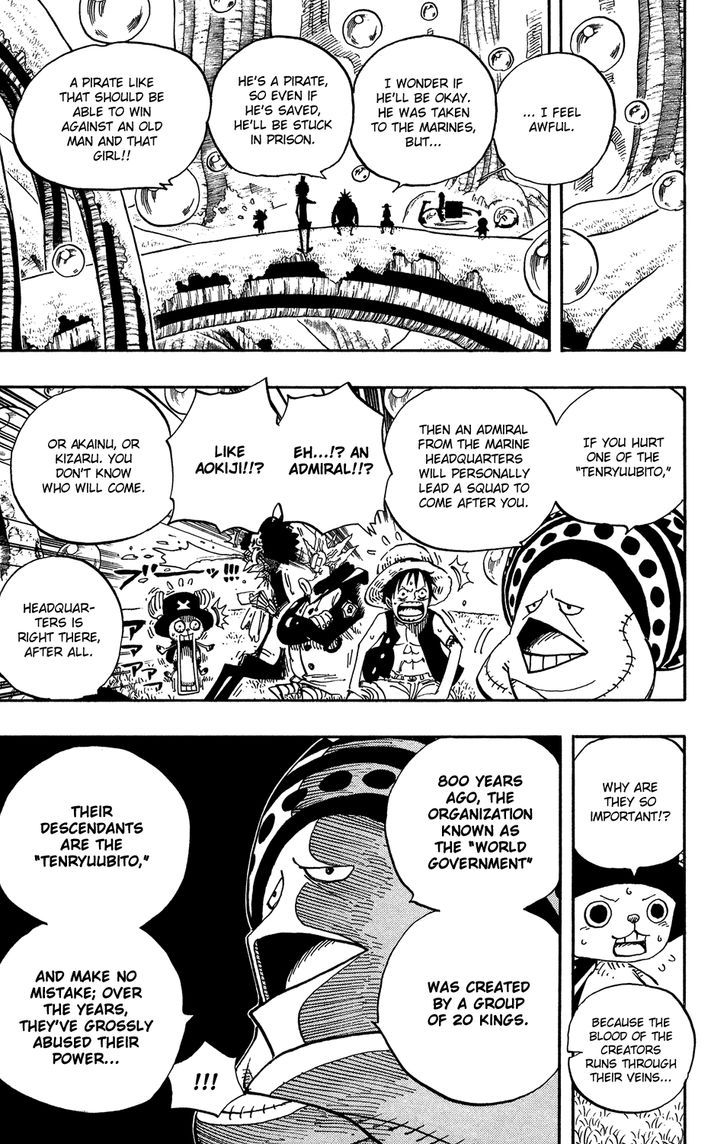 ... I FEEL
AWFUL.
I WONDER IF
HE'LL BE OKAY.
HE WAS TAKEN
TO THE MARINES,
BUT...
HE'S A PIRATE,
SO EVEN IF
HE'S SAVED,
HE'LL BE STUCK
IN PRISON.
A PIRATE LIKE
THAT SHOULD BE
ABLE TO WIN
AGAINST AN OLD
MAN AND THAT
GIRL!!
IF YOU HURT
ONE OF THE
"TENRYUUBITO,"
THEN AN ADMIRAL
FROM THE MARINE
HEADQUARTERS
WILL PERSONALLY
LEAD A SQUAD TO
COME AFTER YOU.
EH...!? AN
ADMIRAL!!?
LIKE
AOKIJI!!?
OR AKAINU, OR
KIZARU. YOU
DON'T KNOW
WHO WILL COME.
ブーッ!!!
HEADQUAR-
TERS IS
RIGHT THERE,
AFTER ALL.
WHY ARE
THEY SO
IMPORTANT!?
BECAUSE THE
BLOOD OF THE
CREATORS
RUNS THROUGH
THEIR VEINS...
800 YEARS
AGO, THE
ORGANIZATION
KNOWN AS
THE "WORLD
GOVERNMENT"
WAS CREATED
BY A GROUP
OF 20 KINGS.
THEIR
DESCENDANTS
ARE THE
"TENRYUUBITO,"
AND MAKE NO
MISTAKE; OVER
THE YEARS,
THEY'VE GROSSLY
ABUSED THEIR
POWER...
!!!